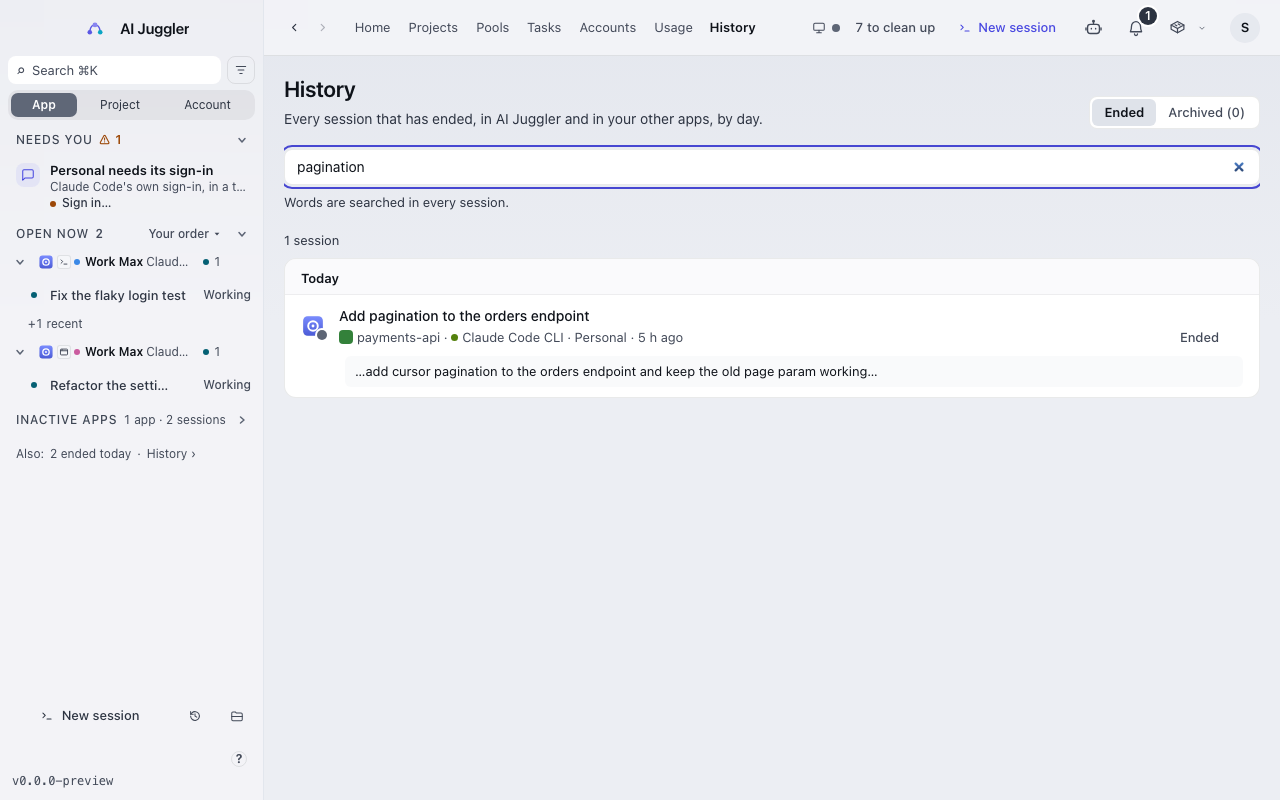 AI Juggler
Search ⌘K
App Project Account
NEEDS YOU 1
Personal needs its sign-in
Claude Code's own sign-in, in a t…
Sign in…
OPEN NOW 2 Your order
Work Max Claud… 1
Fix the flaky login test Working
+1 recent
Work Max Claud… 1
Refactor the setti… Working
INACTIVE APPS 1 app · 2 sessions
Also: 2 ended today · History ›
New session
?
v0.0.0-preview
Home Projects Pools Tasks Accounts Usage History
7 to clean up
New session
1
S
History
Every session that has ended, in AI Juggler and in your other apps, by day.
Ended Archived (0)
pagination
Words are searched in every session.
1 session
Today
Add pagination to the orders endpoint
payments-api · Claude Code CLI · Personal · 5 h ago
Ended
…add cursor pagination to the orders endpoint and keep the old page param working…